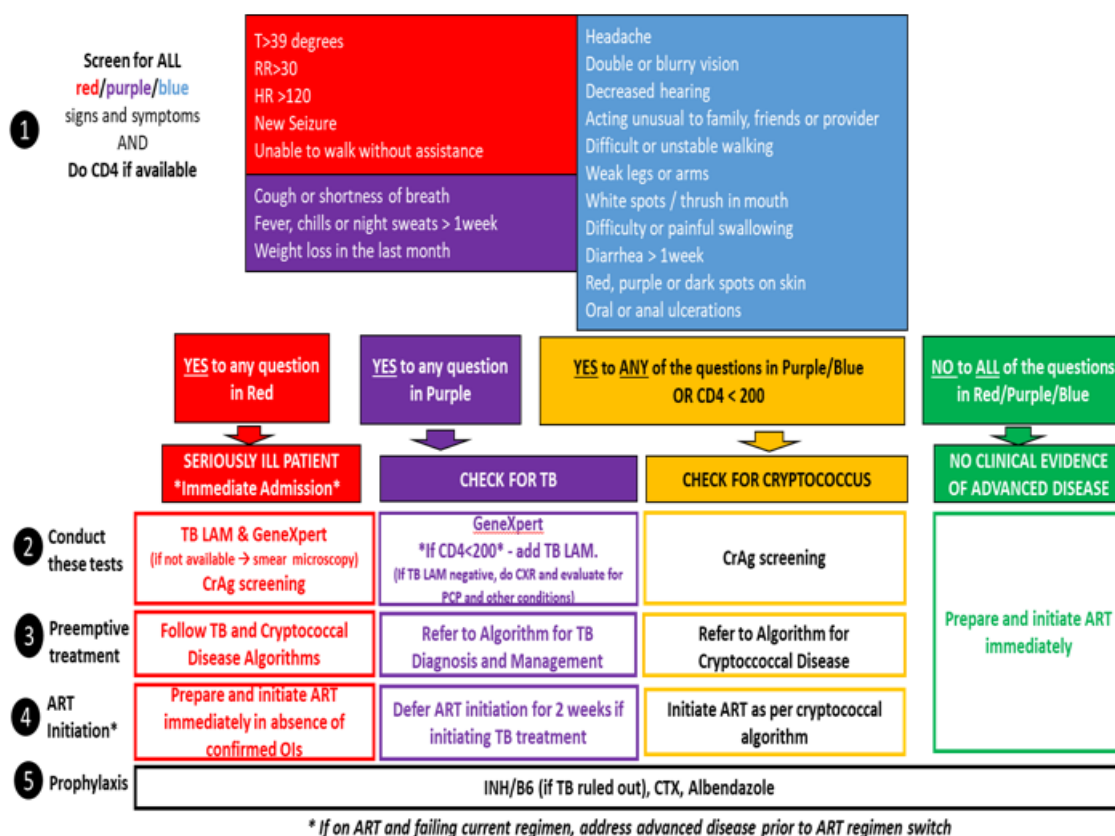 1
Screen for ALL
red/purple/blue
signs and symptoms
AND
Do CD4 if available
T>39 degrees
RR>30
HR >120
New Seizure
Unable to walk without assistance
Cough or shortness of breath
Fever, chills or night sweats > 1week
Weight loss in the last month
Headache
Double or blurry vision
Decreased hearing
Acting unusual to family, friends or provider
Difficult or unstable walking
Weak legs or arms
White spots / thrush in mouth
Difficulty or painful swallowing
Diarrhea > 1week
Red, purple or dark spots on skin
Oral or anal ulcerations
YES to any question
in Red
YES to any question
in Purple
YES to ANY of the questions in Purple/Blue
OR CD4 < 200
NO to ALL of the questions
in Red/Purple/Blue
SERIOUSLY ILL PATIENT
*Immediate Admission*
CHECK FOR TB
CHECK FOR CRYPTOCOCCUS
NO CLINICAL EVIDENCE
OF ADVANCED DISEASE
2
Conduct
these tests
TB LAM & GeneXpert
(if not available → smear microscopy)
CrAg screening
GeneXpert
*If CD4<200* - add TB LAM.
(If TB LAM negative, do CXR and evaluate for
PCP and other conditions)
CrAg screening
Prepare and initiate ART
immediately
3
Preemptive
treatment
Follow TB and Cryptococcal
Disease Algorithms
Refer to Algorithm for TB
Diagnosis and Management
Refer to Algorithm for
Cryptoccoccal Disease
4
ART
Initiation*
Prepare and initiate ART
immediately in absence of
confirmed OIs
Defer ART initiation for 2 weeks if
initiating TB treatment
Initiate ART as per cryptococcal
algorithm
5
Prophylaxis
INH/B6 (if TB ruled out), CTX, Albendazole
* If on ART and failing current regimen, address advanced disease prior to ART regimen switch